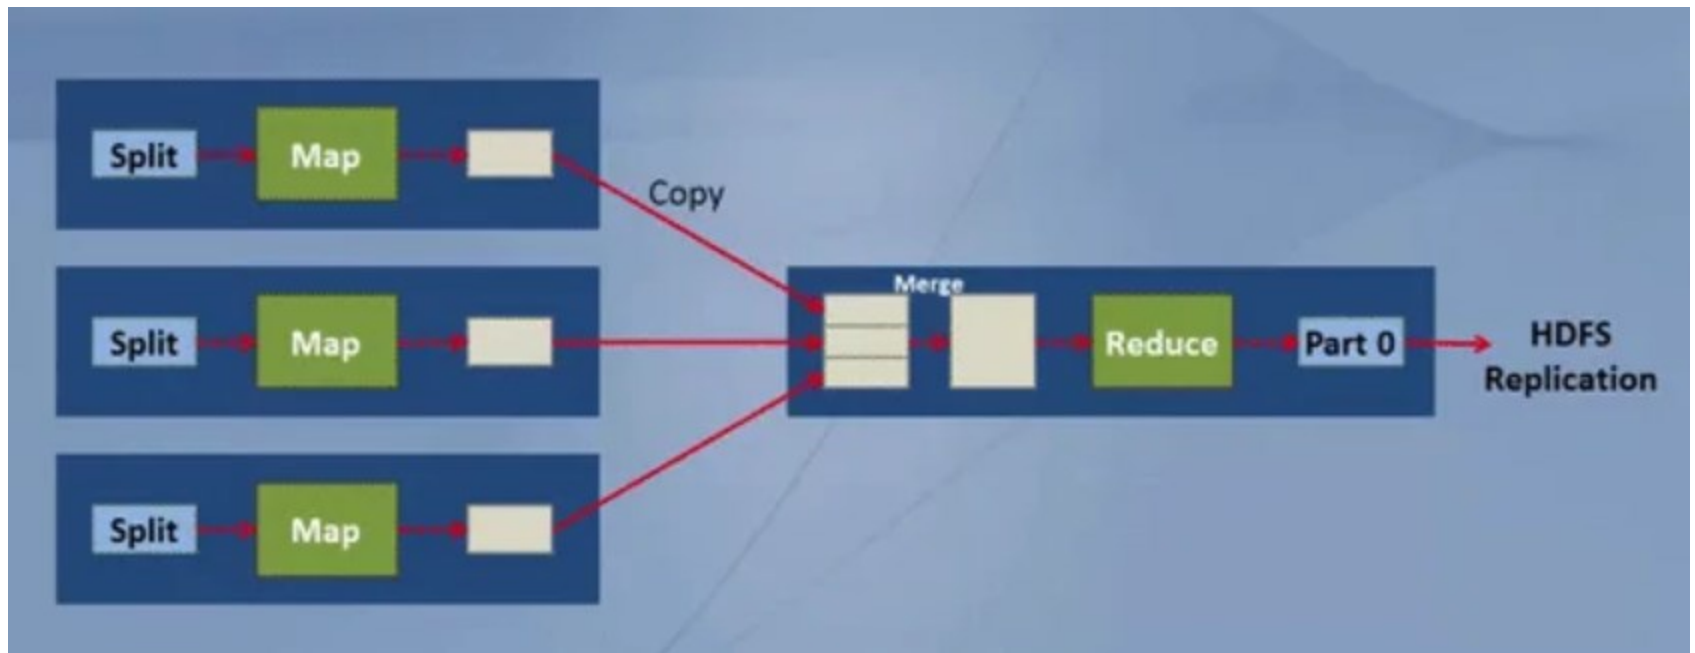 Split
Map
Copy
Split
Map
Merge
Reduce
Part 0
HDFS
Replication
Split
Map